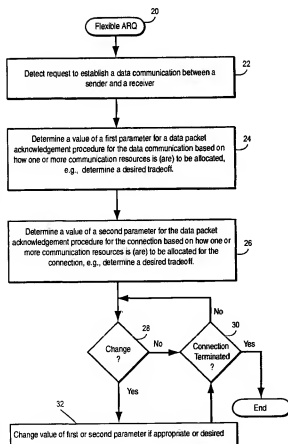 20
Flexible ARQ
22
Detect request to establish a data communication between a
sender and a receiver
24
Determine a value of a first parameter for a data packet
acknowledgement procedure for the data communication based on
how one or more communication resources is (are) to be allocated,
e.g., determine a desired tradeoff.
26
Determine a value of a second parameter for the data packet
acknowledgement procedure for the connection based on how one or
more communication resources is (are) to be allocated for the
connection, e.g., determine a desired tradeoff.
28
Change
?
No
30
Connection
Terminated
?
No
Yes
End
Yes
32
Change value of first or second parameter if appropriate or desired